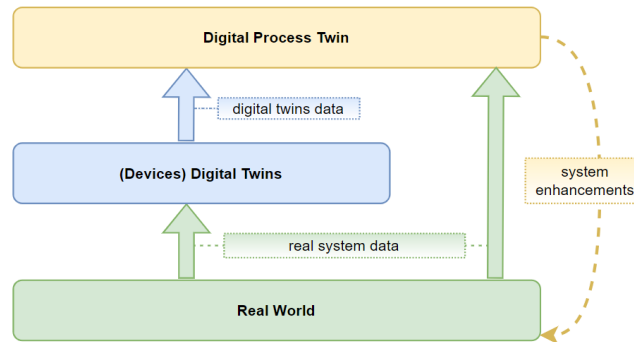 Digital Process Twin
digital twins data
(Devices) Digital Twins
system
enhancements
real system data
Real World